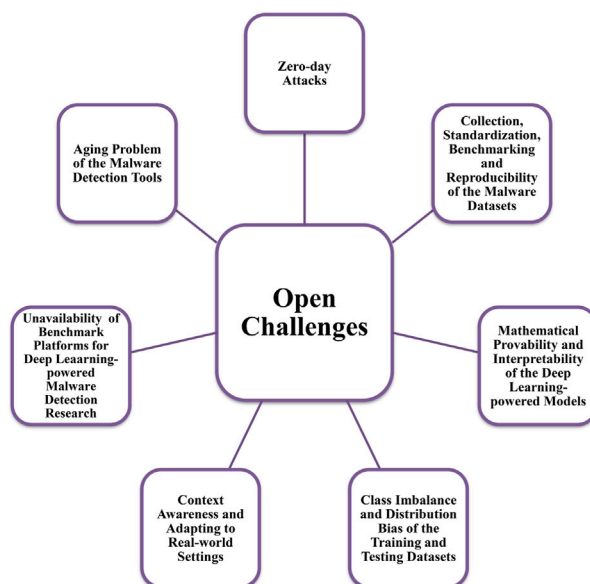 Zero-day
Attacks
Collection,
Standardization,
Benchmarking
and
Reproducibility
of the Malware
Datasets
Mathematical
Provability and
Interpretability
of the Deep
Learning-
powered Models
Class Imbalance
and Distribution
Bias of the
Training and
Testing Datasets
Context
Awareness and
Adapting to
Real-world
Settings
Unavailability of
Benchmark
Platforms for
Deep Learning-
powered
Malware
Detection
Research
Aging Problem
of the Malware
Detection Tools
Open
Challenges